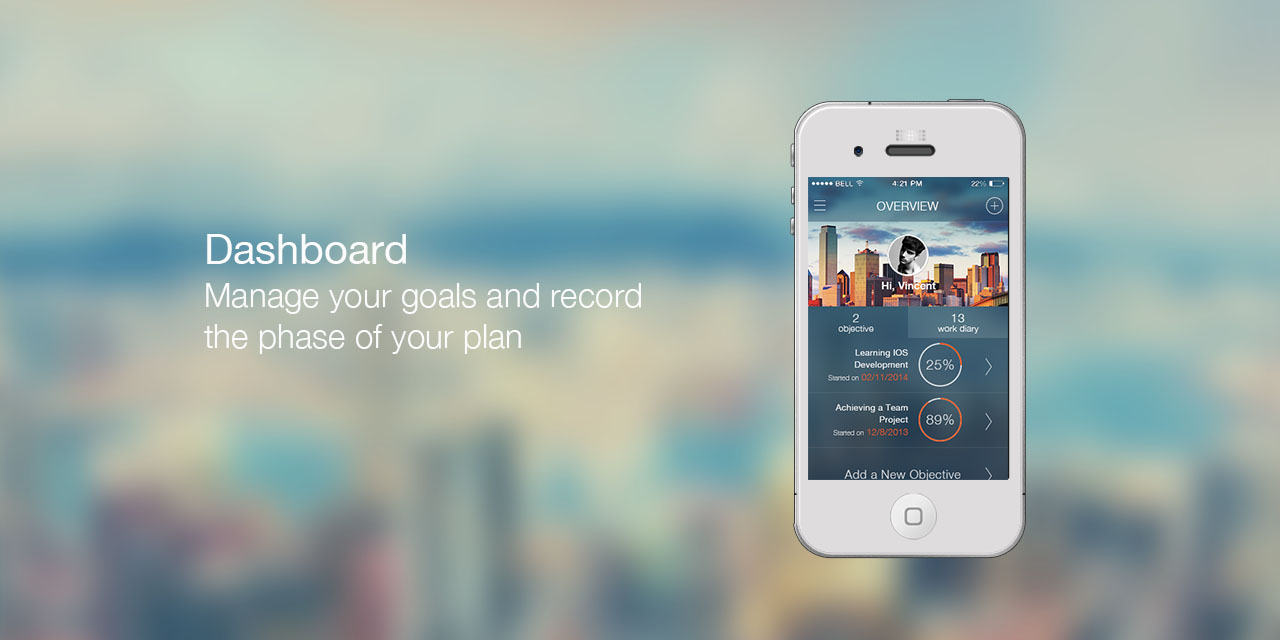 Dashboard
Manage your goals and record
the phase of your plan
BELL 4:21 PM 22%
OVERVIEW
Hi, Vincent
2
objective
13
work diary
Learning IOS
Development
Started on 02/11/2014
25%
Achieving a Team
Project
Started on 12/8/2013
89%
Add a New Objective